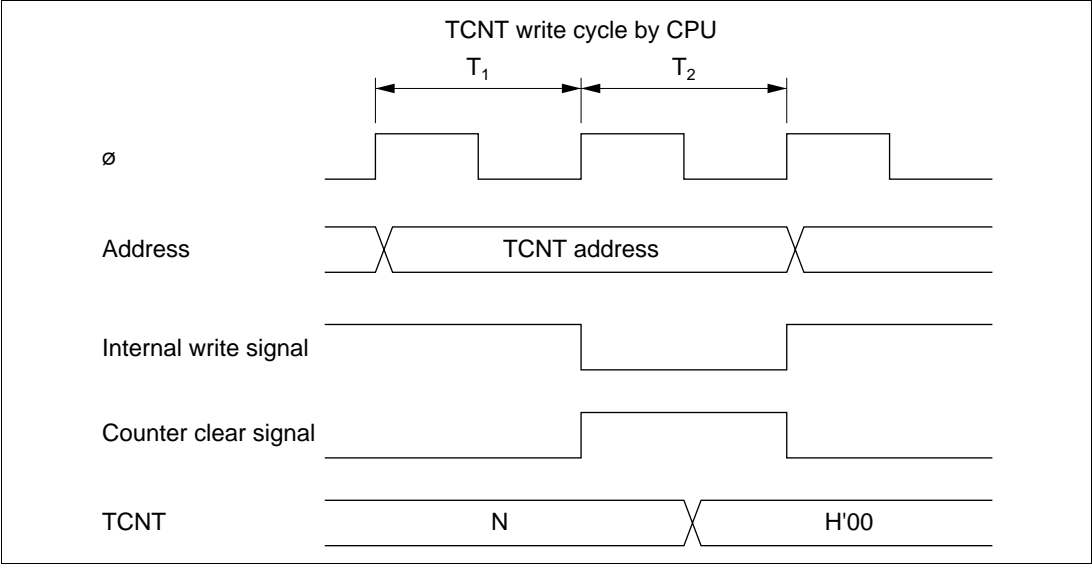 TCNT write cycle by CPU
T1 T2
ø
Address TCNT address
Internal write signal
Counter clear signal
TCNT N H'00